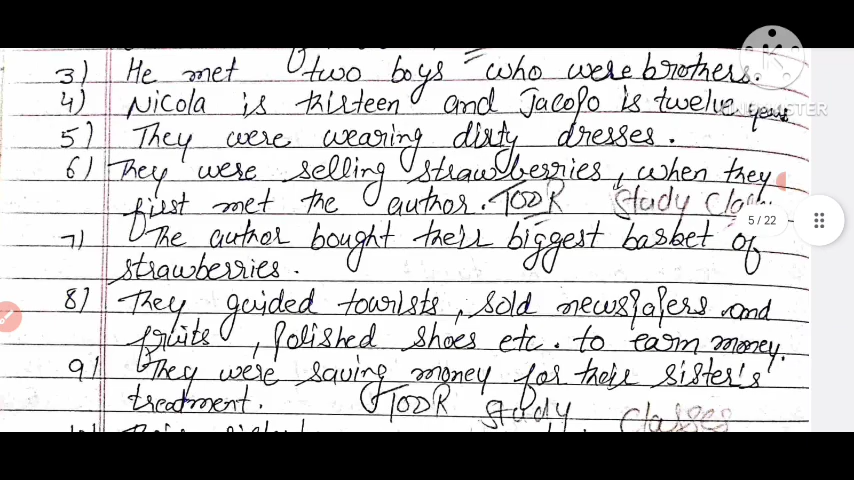 3) He met two boys who were brothers.
4) Nicola is thirteen and Jacopo is twelve years
5) They were wearing dirty dresses.
6) They were selling strawberries, when they
first met the author. TODR Study Class
5 / 22
7) The author bought their biggest basket of
strawberries.
8) They guided tourists, sold newspapers and
fruits, polished shoes etc. to earn money.
9) They were saving money for their sister's
treatment. TODR Study Classes